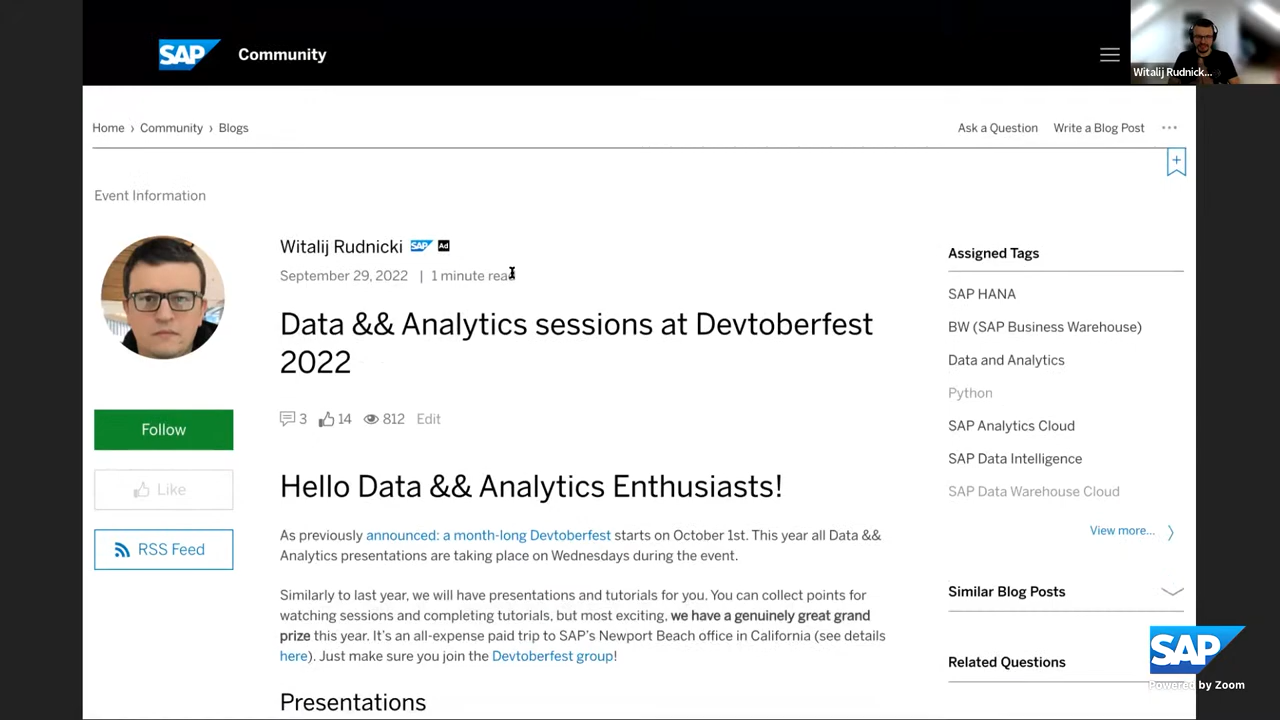 SAP Community
Witalij Rudnick...
Home › Community › Blogs
Ask a Question Write a Blog Post ...
Event Information
Witalij Rudnicki SAP Ad
September 29, 2022 | 1 minute read
Data && Analytics sessions at Devtoberfest
2022
3 14 812 Edit
Follow
Like
RSS Feed
Hello Data && Analytics Enthusiasts!
As previously announced: a month-long Devtoberfest starts on October 1st. This year all Data &&
Analytics presentations are taking place on Wednesdays during the event.
Similarly to last year, we will have presentations and tutorials for you. You can collect points for
watching sessions and completing tutorials, but most exciting, we have a genuinely great grand
prize this year. It's an all-expense paid trip to SAP's Newport Beach office in California (see details
here). Just make sure you join the Devtoberfest group!
Presentations
Assigned Tags
SAP HANA
BW (SAP Business Warehouse)
Data and Analytics
Python
SAP Analytics Cloud
SAP Data Intelligence
SAP Data Warehouse Cloud
View more...
Similar Blog Posts
Related Questions
SAP
Powered by Zoom